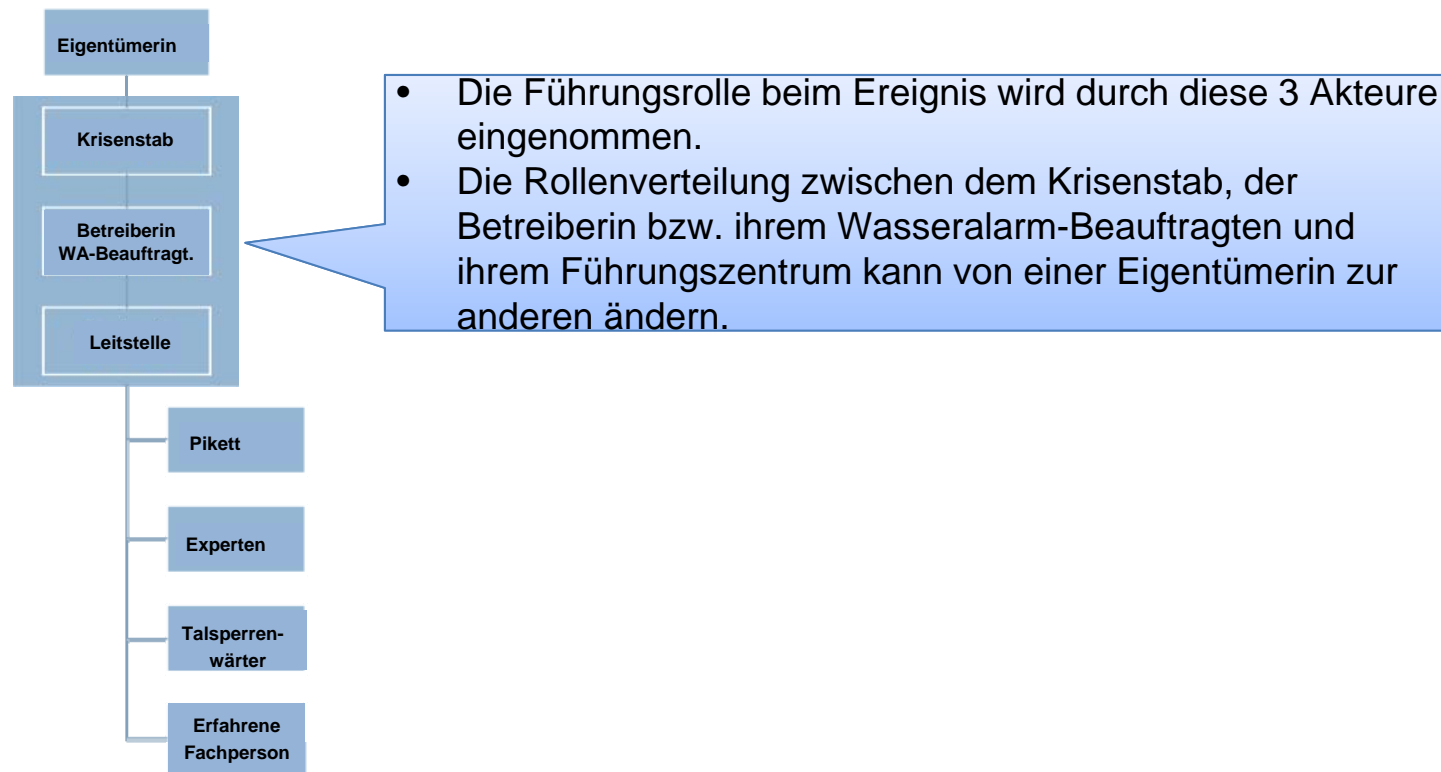 Eigentümerin
Krisenstab
Betreiberin
WA-Beauftragt.
Leitstelle
Pikett
Experten
Talsperren-
wärter
Erfahrene
Fachperson
• Die Führungsrolle beim Ereignis wird durch diese 3 Akteure
eingenommen.
• Die Rollenverteilung zwischen dem Krisenstab, der
Betreiberin bzw. ihrem Wasseralarm-Beauftragten und
ihrem Führungszentrum kann von einer Eigentümerin zur
anderen ändern.